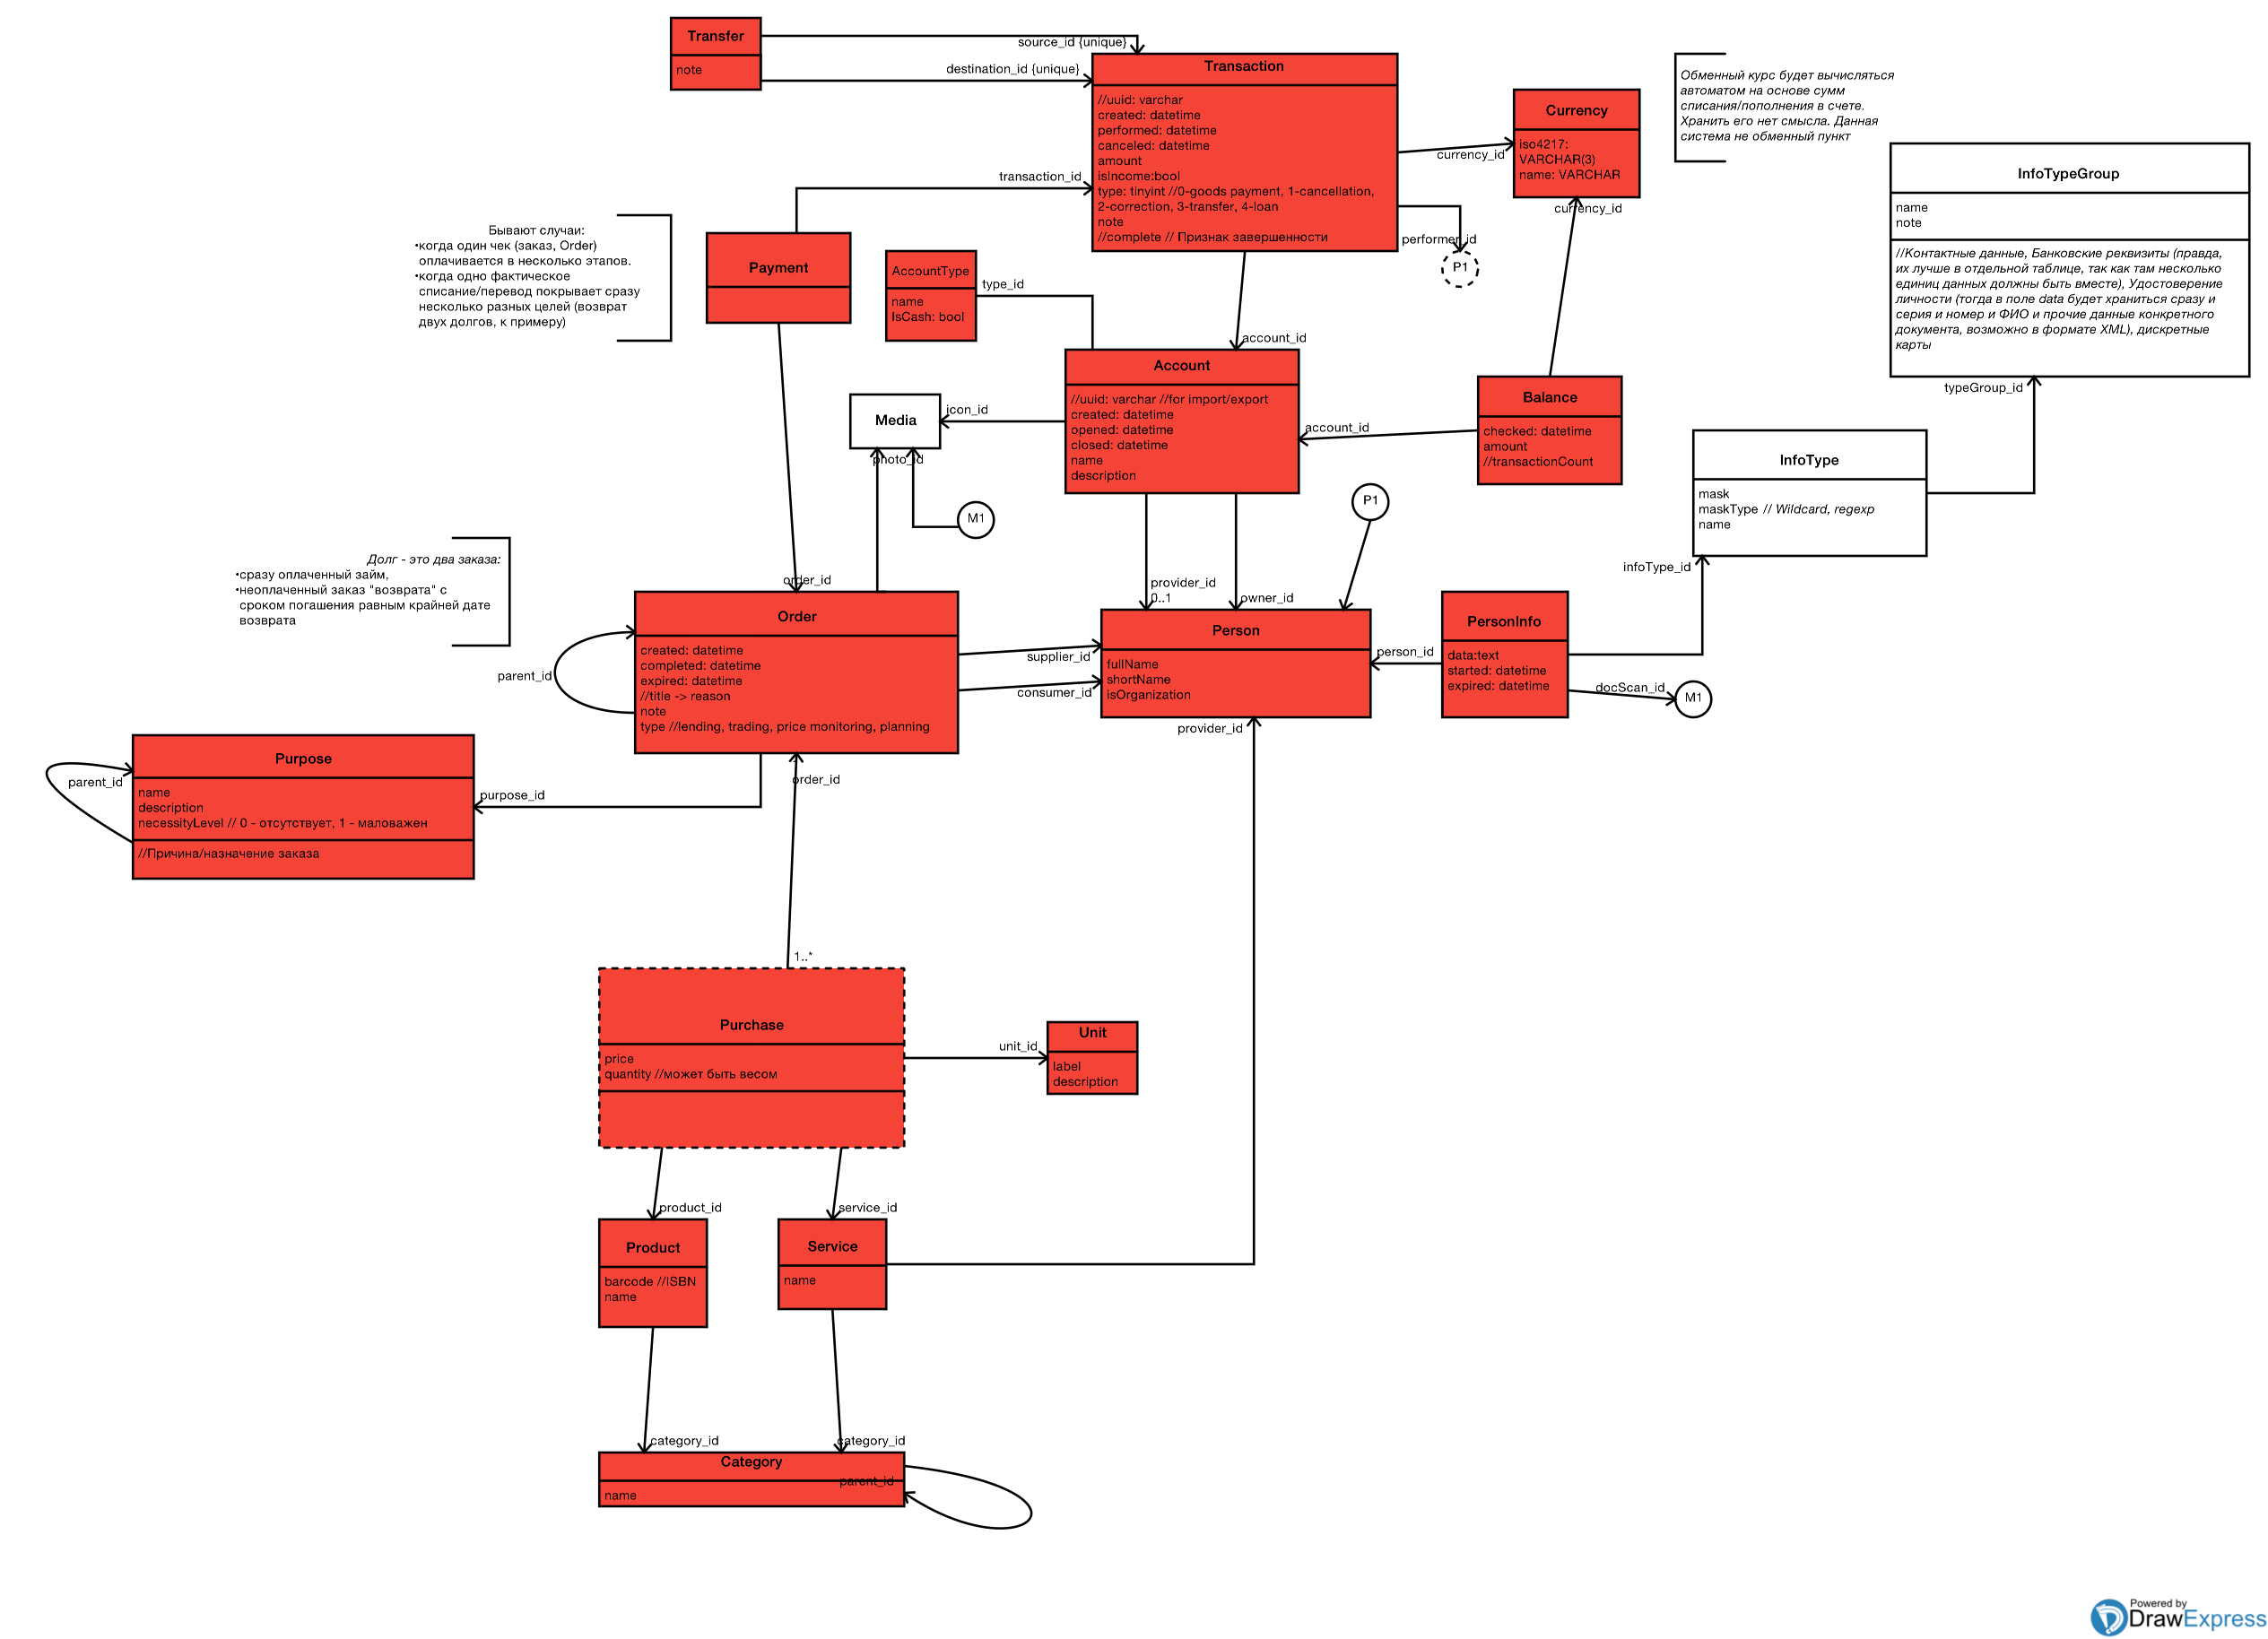 Transfer
note
source_id {unique}
destination_id {unique}
Transaction
//uuid: varchar
created: datetime
performed: datetime
canceled: datetime
amount
isIncome:bool
type: tinyint //0-goods payment, 1-cancellation,
2-correction, 3-transfer, 4-loan
note
//complete // Признак завершенности
transaction_id
currency_id
Currency
iso4217:
VARCHAR(3)
name: VARCHAR
currency_id
performer_id
P1
Обменный курс будет вычисляться
автоматом на основе сумм
списания/пополнения в счете.
Хранить его нет смысла. Данная
система не обменный пункт
InfoTypeGroup
name
note
//Контактные данные, Банковские реквизиты (правда,
их лучше в отдельной таблице, так как там несколько
единиц данных должны быть вместе), Удостоверение
личности (тогда в поле data будет храниться сразу и
серия и номер и ФИО и прочие данные конкретного
документа, возможно в формате XML), дискретные
карты
typeGroup_id
Бывают случаи:
•когда один чек (заказ, Order)
оплачивается в несколько этапов.
•когда одно фактическое
списание/перевод покрывает сразу
несколько разных целей (возврат
двух долгов, к примеру)
Payment
AccountType
name
IsCash: bool
type_id
account_id
Account
//uuid: varchar //for import/export
created: datetime
opened: datetime
closed: datetime
name
description
icon_id
Media
photo_id
M1
account_id
Balance
checked: datetime
amount
//transactionCount
InfoType
mask
maskType // Wildcard, regexp
name
infoType_id
P1
Долг - это два заказа:
•сразу оплаченный займ,
•неоплаченный заказ "возврата" с
сроком погашения равным крайней дате
возврата
order_id
Order
created: datetime
completed: datetime
expired: datetime
//title -> reason
note
type //lending, trading, price monitoring, planning
parent_id
supplier_id
consumer_id
provider_id
0..1
owner_id
Person
fullName
shortName
isOrganization
person_id
PersonInfo
data:text
started: datetime
expired: datetime
docScan_id
M1
provider_id
Purpose
name
description
necessityLevel // 0 - отсутствует, 1 - маловажен
//Причина/назначение заказа
parent_id
purpose_id
order_id
1..*
Purchase
price
quantity //может быть весом
unit_id
Unit
label
description
product_id
service_id
Product
barcode //ISBN
name
Service
name
category_id
category_id
Category
parent_id
name
Powered by
DrawExpress